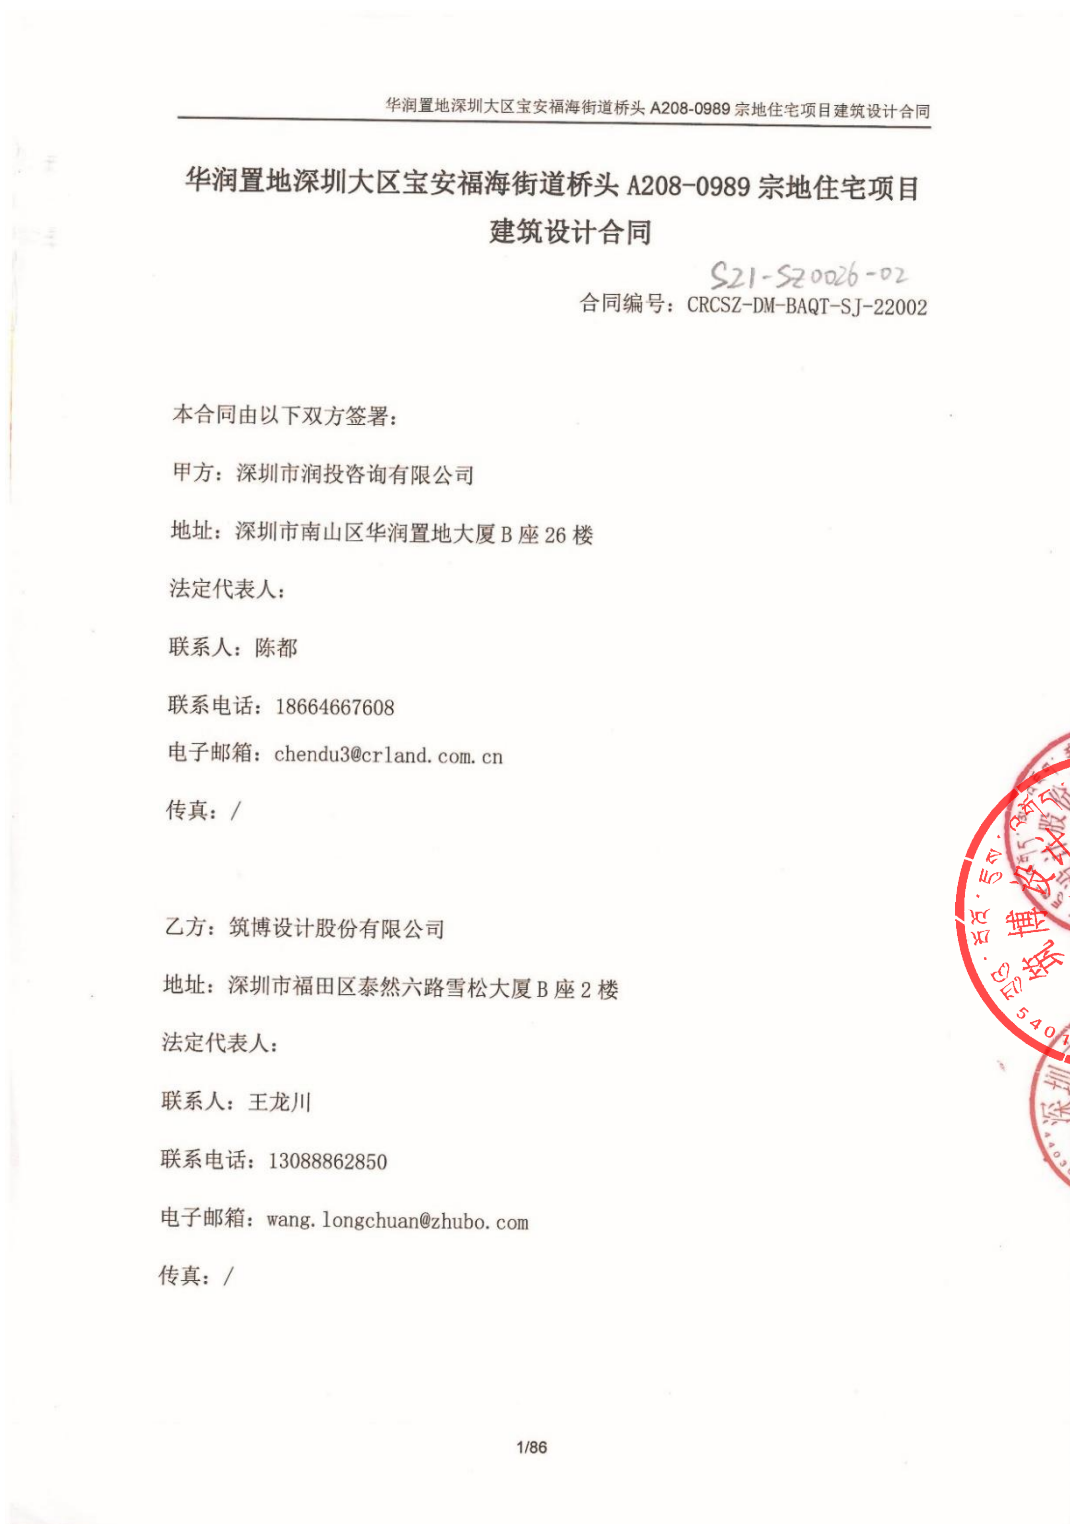 华润置地深圳大区宝安福海街道桥头 A208-0989 宗地住宅项目建筑设计合同
华润置地深圳大区宝安福海街道桥头 A208-0989 宗地住宅项目
建筑设计合同
S21-SZ0026-02
合同编号：CRCSZ-DM-BAQT-SJ-22002
本合同由以下双方签署：
甲方：深圳市润投咨询有限公司
地址：深圳市南山区华润置地大厦 B 座 26 楼
法定代表人：
联系人：陈都
联系电话：18664667608
电子邮箱：chendu3@crland.com.cn
传真：/
乙方：筑博设计股份有限公司
地址：深圳市福田区泰然六路雪松大厦 B 座 2 楼
法定代表人：
联系人：王龙川
联系电话：13088862850
电子邮箱：wang.longchuan@zhubo.com
传真：/
筑博设
5401
深圳
4403
1/86